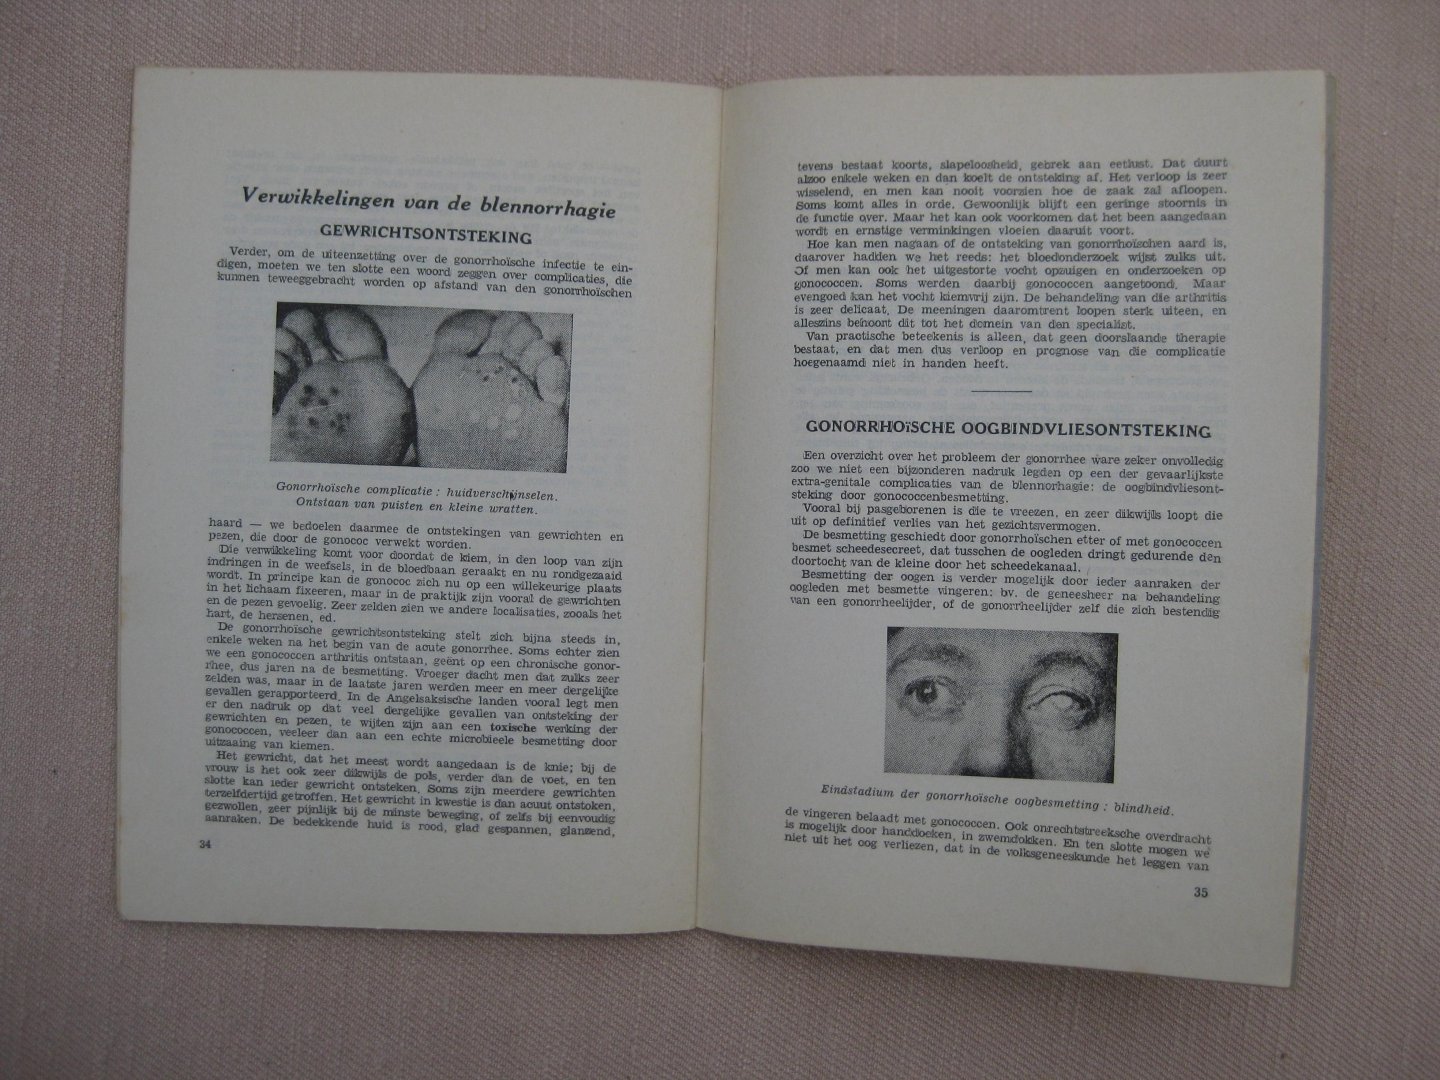 Verwikkelingen van de blennorrhagie
GEWRICHTSONTSTEKING
Verder, om de uiteenzetting over de gonorrhoïsche infectie te ein-
digen, moeten we ten slotte een woord zeggen over complicaties, die
kunnen teweeggebracht worden op afstand van den gonorrhoïschen
Gonorrhoïsche complicatie : huidverschijnselen.
Ontstaan van puisten en kleine wratten.
haard — we bedoelen daarmee de ontstekingen van gewrichten en
pezen, die door de gonococ verwekt worden.
Die verwikkeling komt voor doordat de kiem, in den loop van zijn
indringen in de weefsels, in de bloedbaan geraakt en nu rondgezaaid
wordt. In principe kan de gonococ zich nu op een willekeurige plaats
in het lichaam fixeeren, maar in de praktijk zijn vooral de gewrichten
en de pezen gevoelig. Zeer zelden zien we andere localisaties, zooals het
hart, de hersenen, ed.
De gonorrhoïsche gewrichtsontsteking stelt zich bijna steeds in,
enkele weken na het begin van de acute gonorrhee. Soms echter zien
we een gonococcen arthritis ontstaan, geënt op een chronische gonor-
rhee, dus jaren na de besmetting. Vroeger dacht men dat zulks zeer
zelden was, maar in de laatste jaren werden meer en meer dergelijke
gevallen gerapporteerd. In de Angelsaksische landen vooral legt men
er den nadruk op dat veel dergelijke gevallen van ontsteking der
gewrichten en pezen, te wijten zijn aan een toxische werking der
gonococcen, veeleer dan aan een echte microbieele besmetting door
uitzaaing van kiemen.
Het gewricht, dat het meest wordt aangedaan is de knie; bij de
vrouw is het ook zeer dikwijls de pols, verder dan de voet, en ten
slotte kan ieder gewricht ontsteken. Soms zijn meerdere gewrichten
terzelfdertijd getroffen. Het gewricht in kwestie is dan acuut ontstoken,
gezwollen, zeer pijnlijk bij de minste beweging, of zelfs bij eenvoudig
aanraken. De bedekkende huid is rood, glad gespannen, glanzend,
34
tevens bestaat koorts, slapeloosheid, gebrek aan eetlust. Dat duurt
alzoo enkele weken en dan koelt de ontsteking af. Het verloop is zeer
wisselend, en men kan nooit voorzien hoe de zaak zal afloopen.
Soms komt alles in orde. Gewoonlijk blijft een geringe stoornis in
de functie over. Maar het kan ook voorkomen dat het been aangedaan
wordt en ernstige verminkingen vloeien daaruit voort.
Hoe kan men nagaan of de ontsteking van gonorrhoïschen aard is,
daarover hadden we het reeds: het bloedonderzoek wijst zulks uit.
Of men kan ook het uitgestorte vocht opzuigen en onderzoeken op
gonococcen. Soms werden daarbij gonococcen aangetoond. Maar
evengoed kan het vocht kiemvrij zijn. De behandeling van die arthritis
is zeer delicaat. De meeningen daaromtrent loopen sterk uiteen, en
alleszins behoort dit tot het domein van den specialist.
Van practische beteekenis is alleen, dat geen doorslaande therapie
bestaat, en dat men dus verloop en prognose van die complicatie
hoegenaamd niet in handen heeft.
GONORRHOïSCHE OOGBINDVLIESONTSTEKING
Een overzicht over het probleem der gonorrhee ware zeker onvolledig
zoo we niet een bijzonderen nadruk legden op een der gevaarlijkste
extra-genitale complicaties van de blennorrhagie: de oogbindvliesont-
steking door gonococcenbesmetting.
Vooral bij pasgeborenen is die te vreezen, en zeer dikwijls loopt die
uit op definitief verlies van het gezichtsvermogen.
De besmetting geschiedt door gonorrhoïschen etter of met gonococcen
besmet scheedesecreet, dat tusschen de oogleden dringt gedurende den
doortocht van de kleine door het scheedekanaal.
Besmetting der oogen is verder mogelijk door ieder aanraken der
oogleden met besmette vingeren: bv. de geneesheer na behandeling
van een gonorrheelijder, of de gonorrheelijder zelf die zich bestendig
Eindstadium der gonorrhoïsche oogbesmetting : blindheid.
de vingeren belaadt met gonococcen. Ook onrechtstreeksche overdracht
is mogelijk door handdoeken, in zwemdokken. En ten slotte mogen we
niet uit het oog verliezen, dat in de volksgeneeskunde het leggen van
35